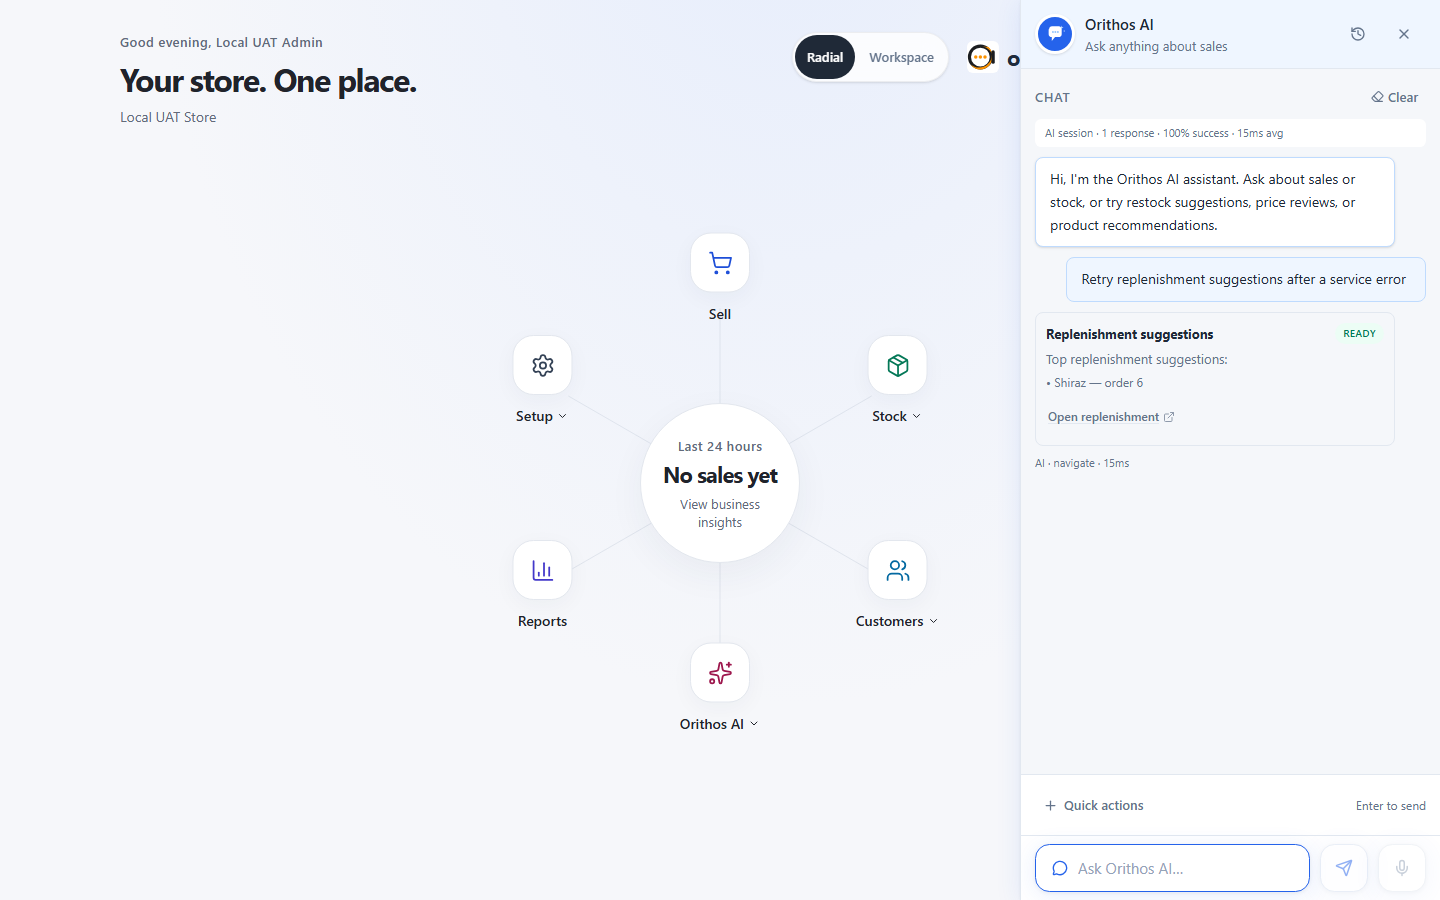 Good evening, Local UAT Admin
Your store. One place.
Local UAT Store
Radial
Workspace
Sell
Setup
Stock
Last 24 hours
No sales yet
View business
insights
Reports
Customers
Orithos AI
Orithos AI
Ask anything about sales
CHAT
Clear
AI session · 1 response · 100% success · 15ms avg
Hi, I'm the Orithos AI assistant. Ask about sales or
stock, or try restock suggestions, price reviews, or
product recommendations.
Retry replenishment suggestions after a service error
Replenishment suggestions
READY
Top replenishment suggestions:
• Shiraz — order 6
Open replenishment
AI · navigate · 15ms
Quick actions
Enter to send
Ask Orithos AI...